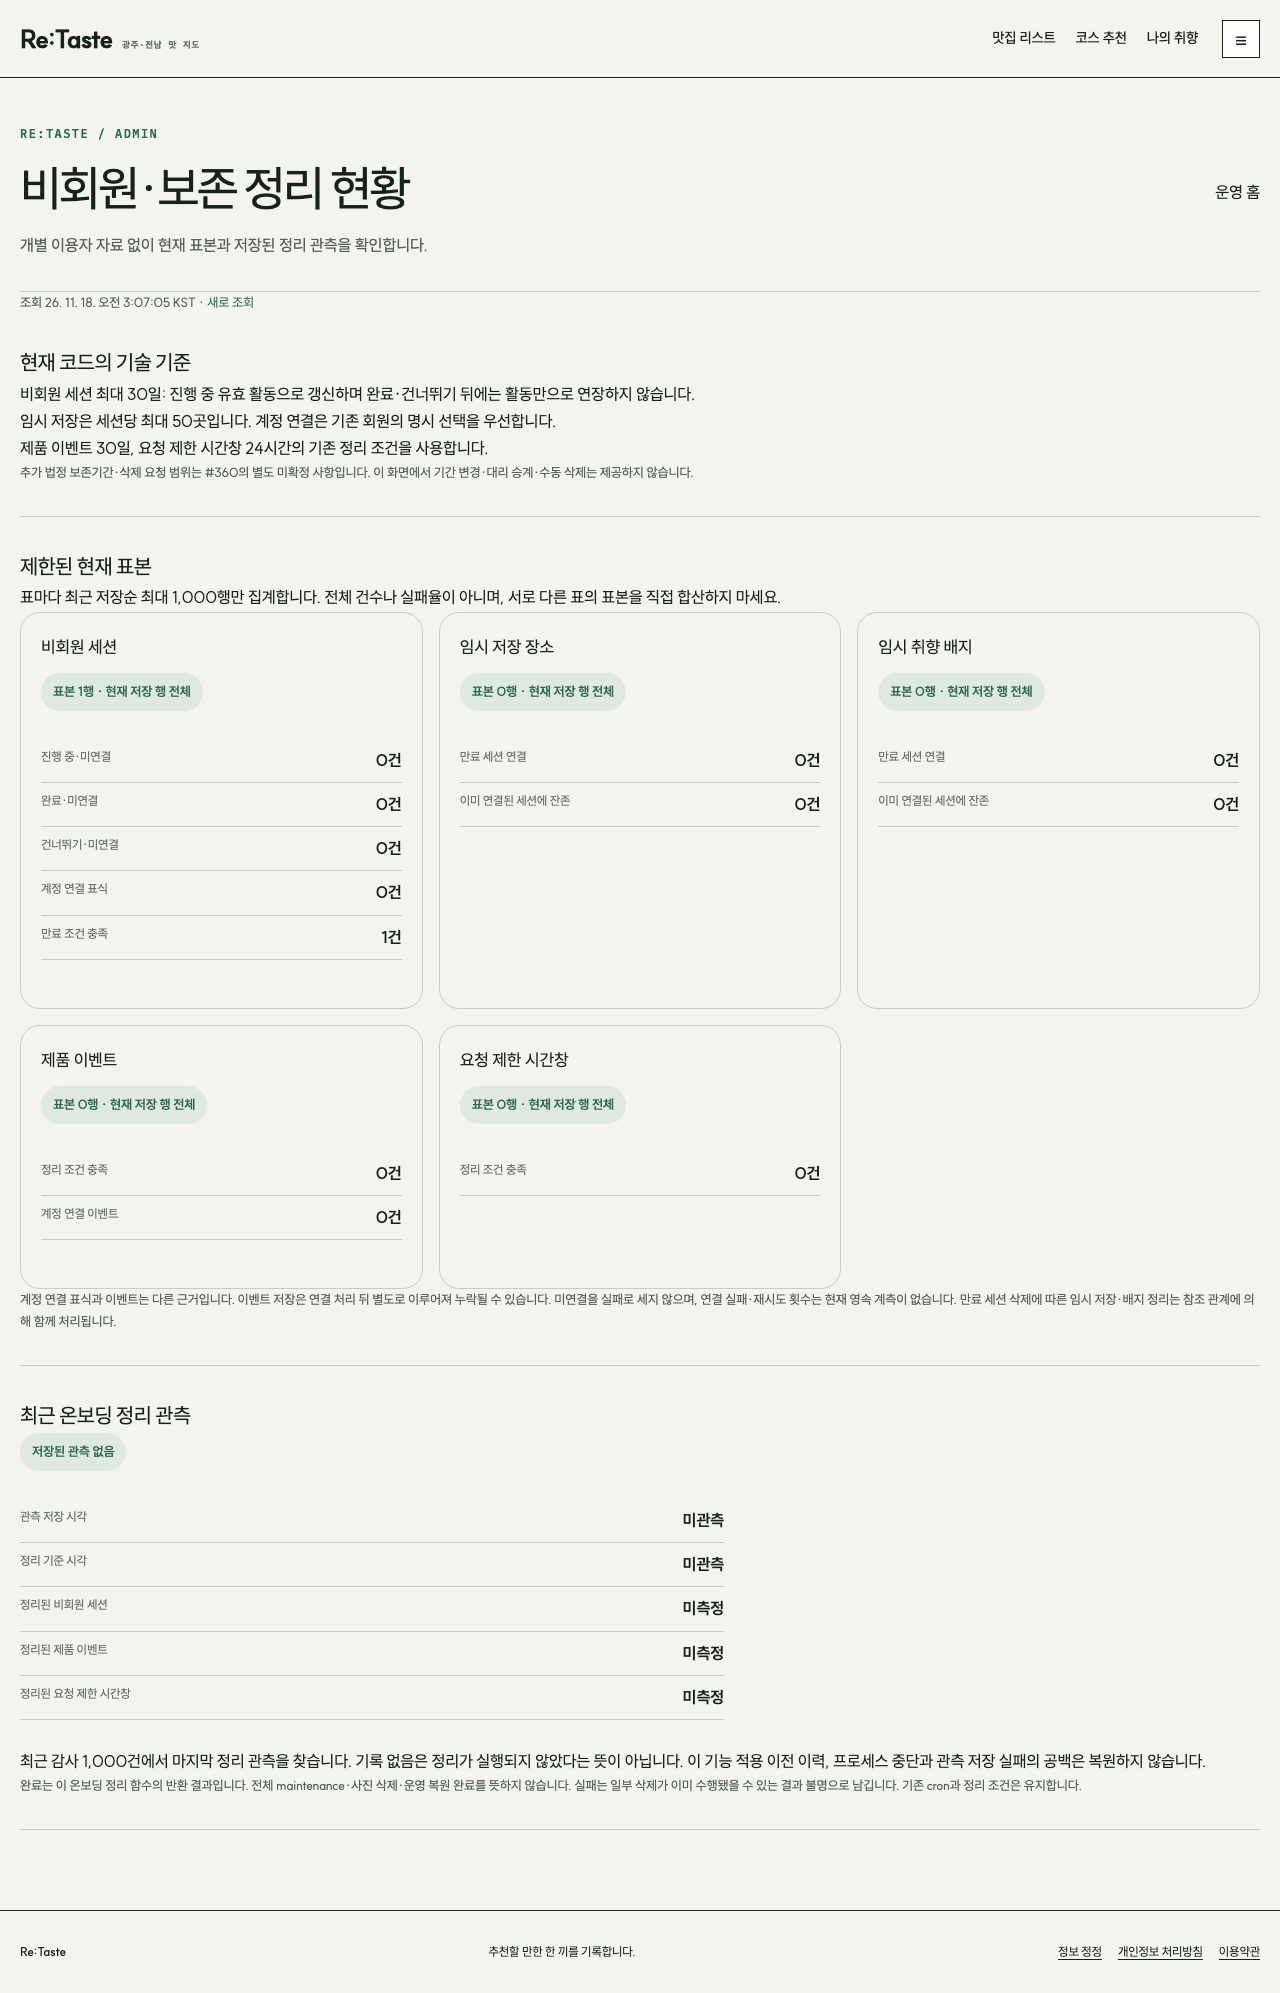 Re:Taste 광주·전남 맛 지도
맛집 리스트 코스 추천 나의 취향 ≡
RE:TASTE / ADMIN
비회원·보존 정리 현황
운영 홈
개별 이용자 자료 없이 현재 표본과 저장된 정리 관측을 확인합니다.
조회 26. 11. 18. 오전 3:07:05 KST · 새로 조회
현재 코드의 기술 기준
비회원 세션 최대 30일: 진행 중 유효 활동으로 갱신하며 완료·건너뛰기 뒤에는 활동만으로 연장하지 않습니다.
임시 저장은 세션당 최대 50곳입니다. 계정 연결은 기존 회원의 명시 선택을 우선합니다.
제품 이벤트 30일, 요청 제한 시간창 24시간의 기존 정리 조건을 사용합니다.
추가 법정 보존기간·삭제 요청 범위는 #360의 별도 미확정 사항입니다. 이 화면에서 기간 변경·대리 승계·수동 삭제는 제공하지 않습니다.
제한된 현재 표본
표마다 최근 저장순 최대 1,000행만 집계합니다. 전체 건수나 실패율이 아니며, 서로 다른 표의 표본을 직접 합산하지 마세요.
비회원 세션
표본 1행 · 현재 저장 행 전체
진행 중·미연결 0건
완료·미연결 0건
건너뛰기·미연결 0건
계정 연결 표식 0건
만료 조건 충족 1건
임시 저장 장소
표본 0행 · 현재 저장 행 전체
만료 세션 연결 0건
이미 연결된 세션에 잔존 0건
임시 취향 배지
표본 0행 · 현재 저장 행 전체
만료 세션 연결 0건
이미 연결된 세션에 잔존 0건
제품 이벤트
표본 0행 · 현재 저장 행 전체
정리 조건 충족 0건
계정 연결 이벤트 0건
요청 제한 시간창
표본 0행 · 현재 저장 행 전체
정리 조건 충족 0건
계정 연결 표식과 이벤트는 다른 근거입니다. 이벤트 저장은 연결 처리 뒤 별도로 이루어져 누락될 수 있습니다. 미연결을 실패로 세지 않으며, 연결 실패·재시도 횟수는 현재 영속 계측이 없습니다. 만료 세션 삭제에 따른 임시 저장·배지 정리는 참조 관계에 의
해 함께 처리됩니다.
최근 온보딩 정리 관측
저장된 관측 없음
관측 저장 시각 미관측
정리 기준 시각 미관측
정리된 비회원 세션 미측정
정리된 제품 이벤트 미측정
정리된 요청 제한 시간창 미측정
최근 감사 1,000건에서 마지막 정리 관측을 찾습니다. 기록 없음은 정리가 실행되지 않았다는 뜻이 아닙니다. 이 기능 적용 이전 이력, 프로세스 중단과 관측 저장 실패의 공백은 복원하지 않습니다.
완료는 이 온보딩 정리 함수의 반환 결과입니다. 전체 maintenance·사진 삭제·운영 복원 완료를 뜻하지 않습니다. 실패는 일부 삭제가 이미 수행됐을 수 있는 결과 불명으로 남깁니다. 기존 cron과 정리 조건은 유지합니다.
Re:Taste
추천할 만한 한 끼를 기록합니다.
정보 정정 개인정보 처리방침 이용약관